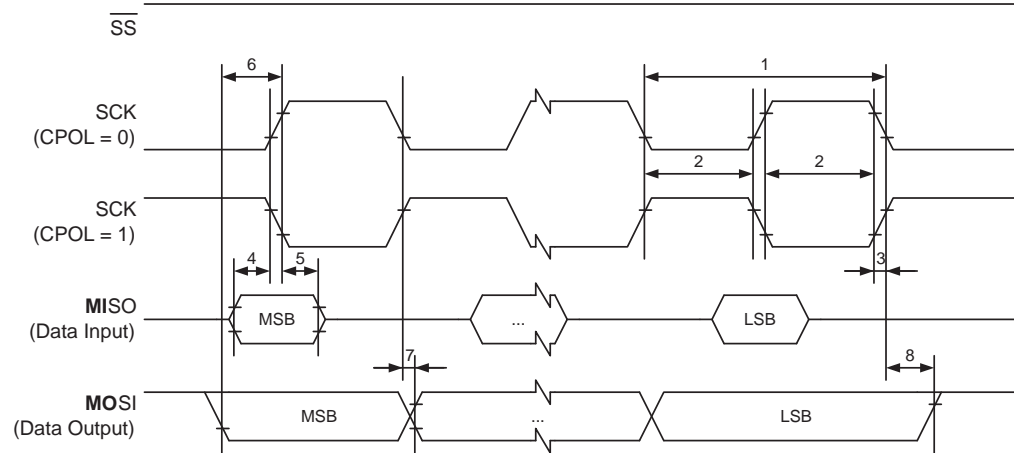 SS
6
1
SCK
(CPOL = 0)
2
2
SCK
(CPOL = 1)
4
5
3
MISO
(Data Input)
MSB
...
LSB
7
8
MOSI
(Data Output)
MSB
...
LSB